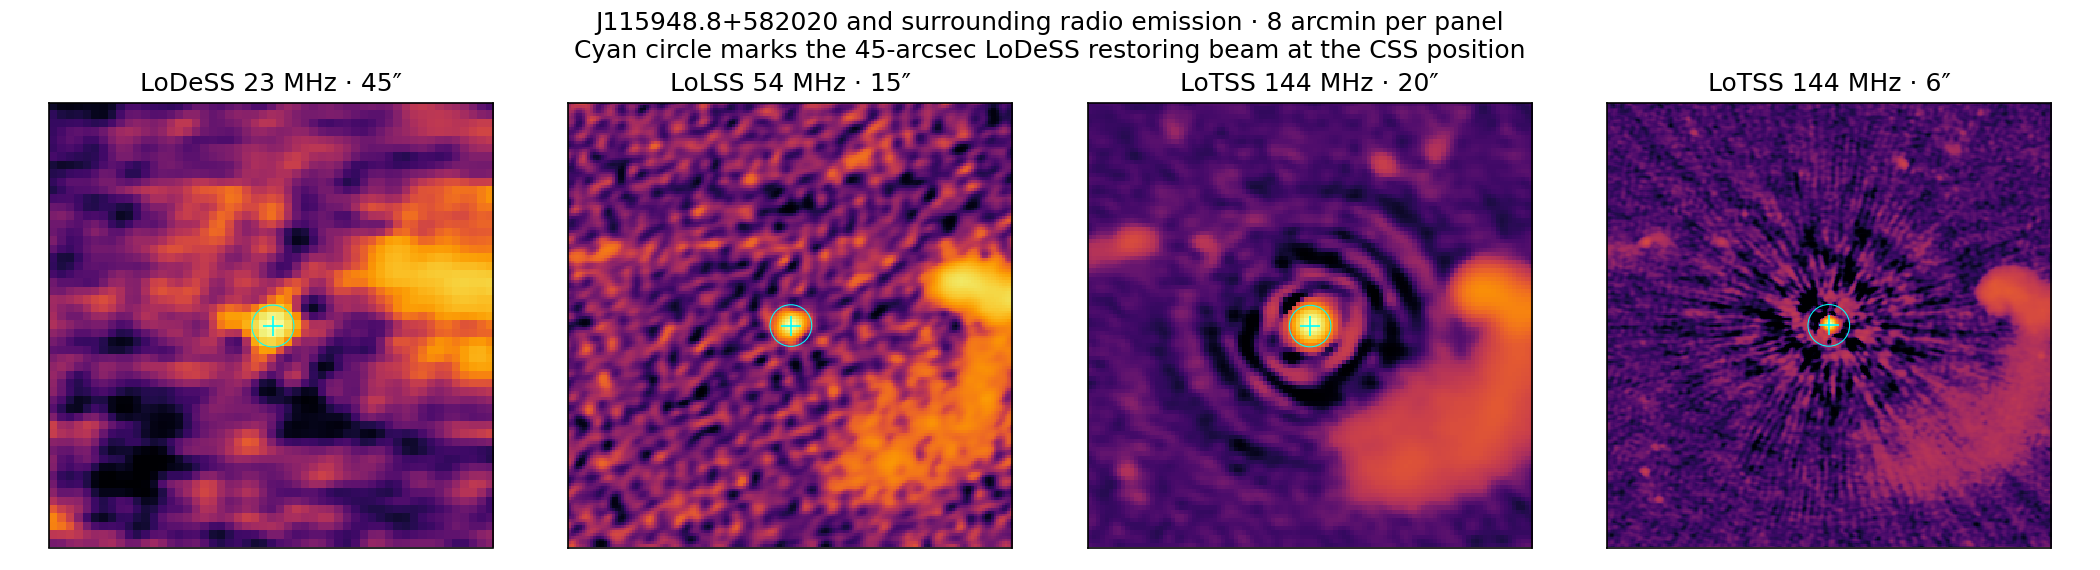 J115948.8+582020 and surrounding radio emission · 8 arcmin per panel
Cyan circle marks the 45-arcsec LoDeSS restoring beam at the CSS position
LoDeSS 23 MHz · 45″
LoLSS 54 MHz · 15″
LoTSS 144 MHz · 20″
LoTSS 144 MHz · 6″